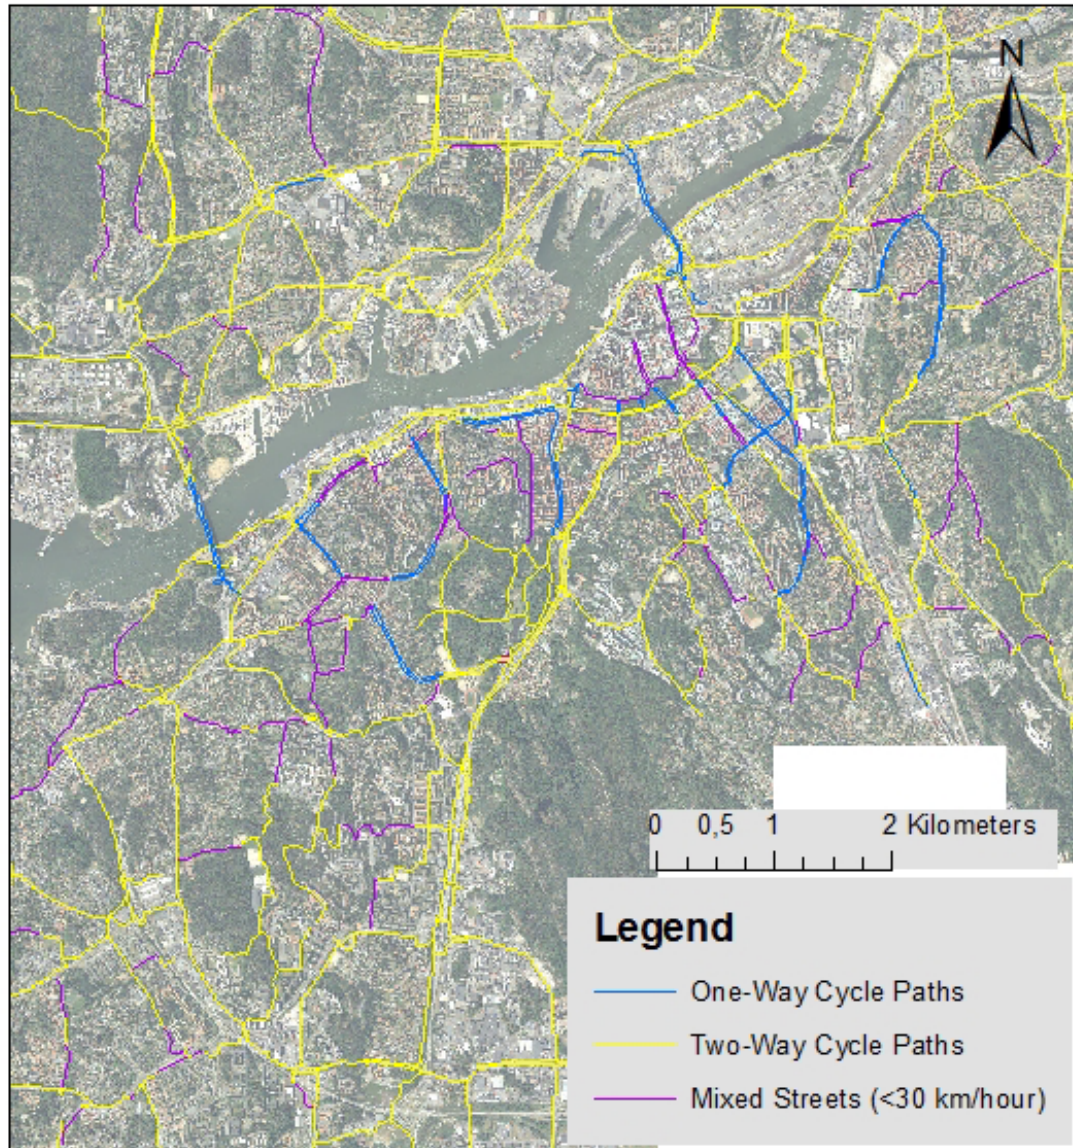 N
0 0,5 1 2 Kilometers
Legend
One-Way Cycle Paths
Two-Way Cycle Paths
Mixed Streets (<30 km/hour)